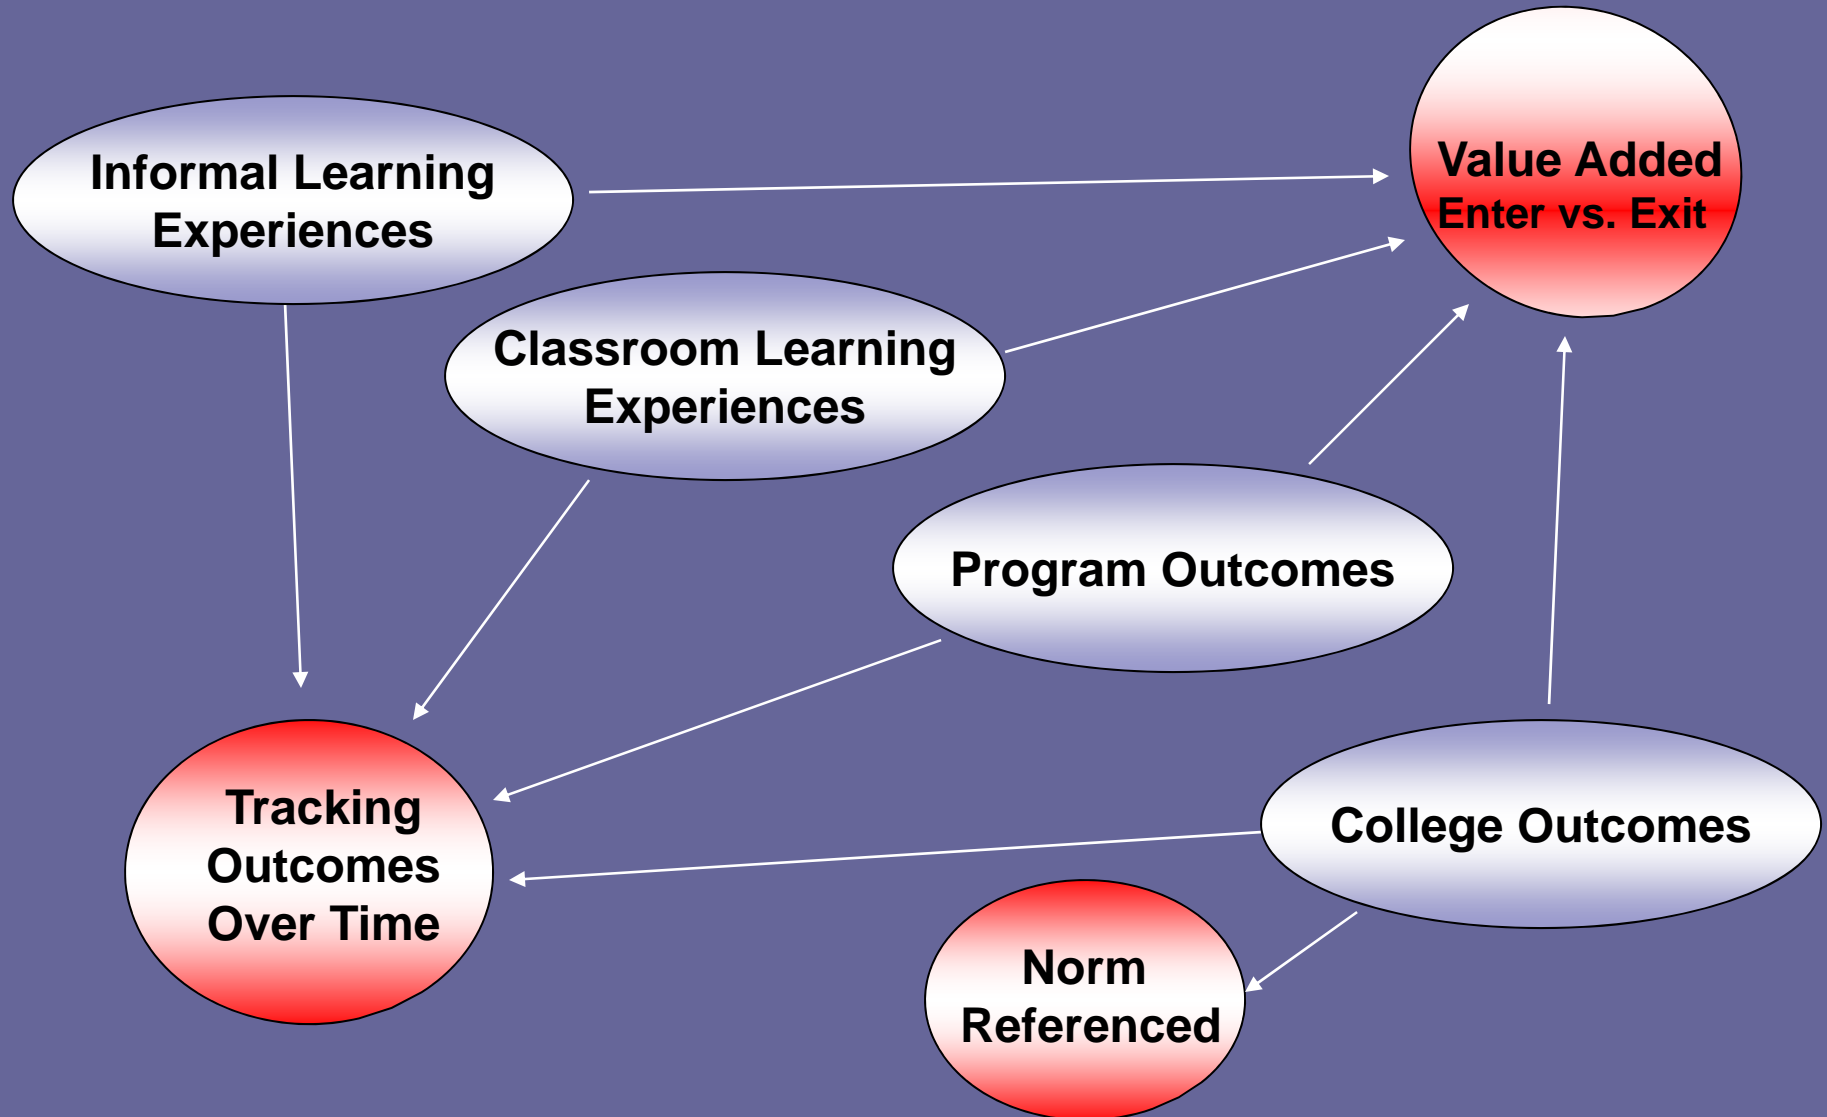 Informal Learning
Experiences
Value Added
Enter vs. Exit
Classroom Learning
Experiences
Program Outcomes
Tracking
Outcomes
Over Time
College Outcomes
Norm
Referenced